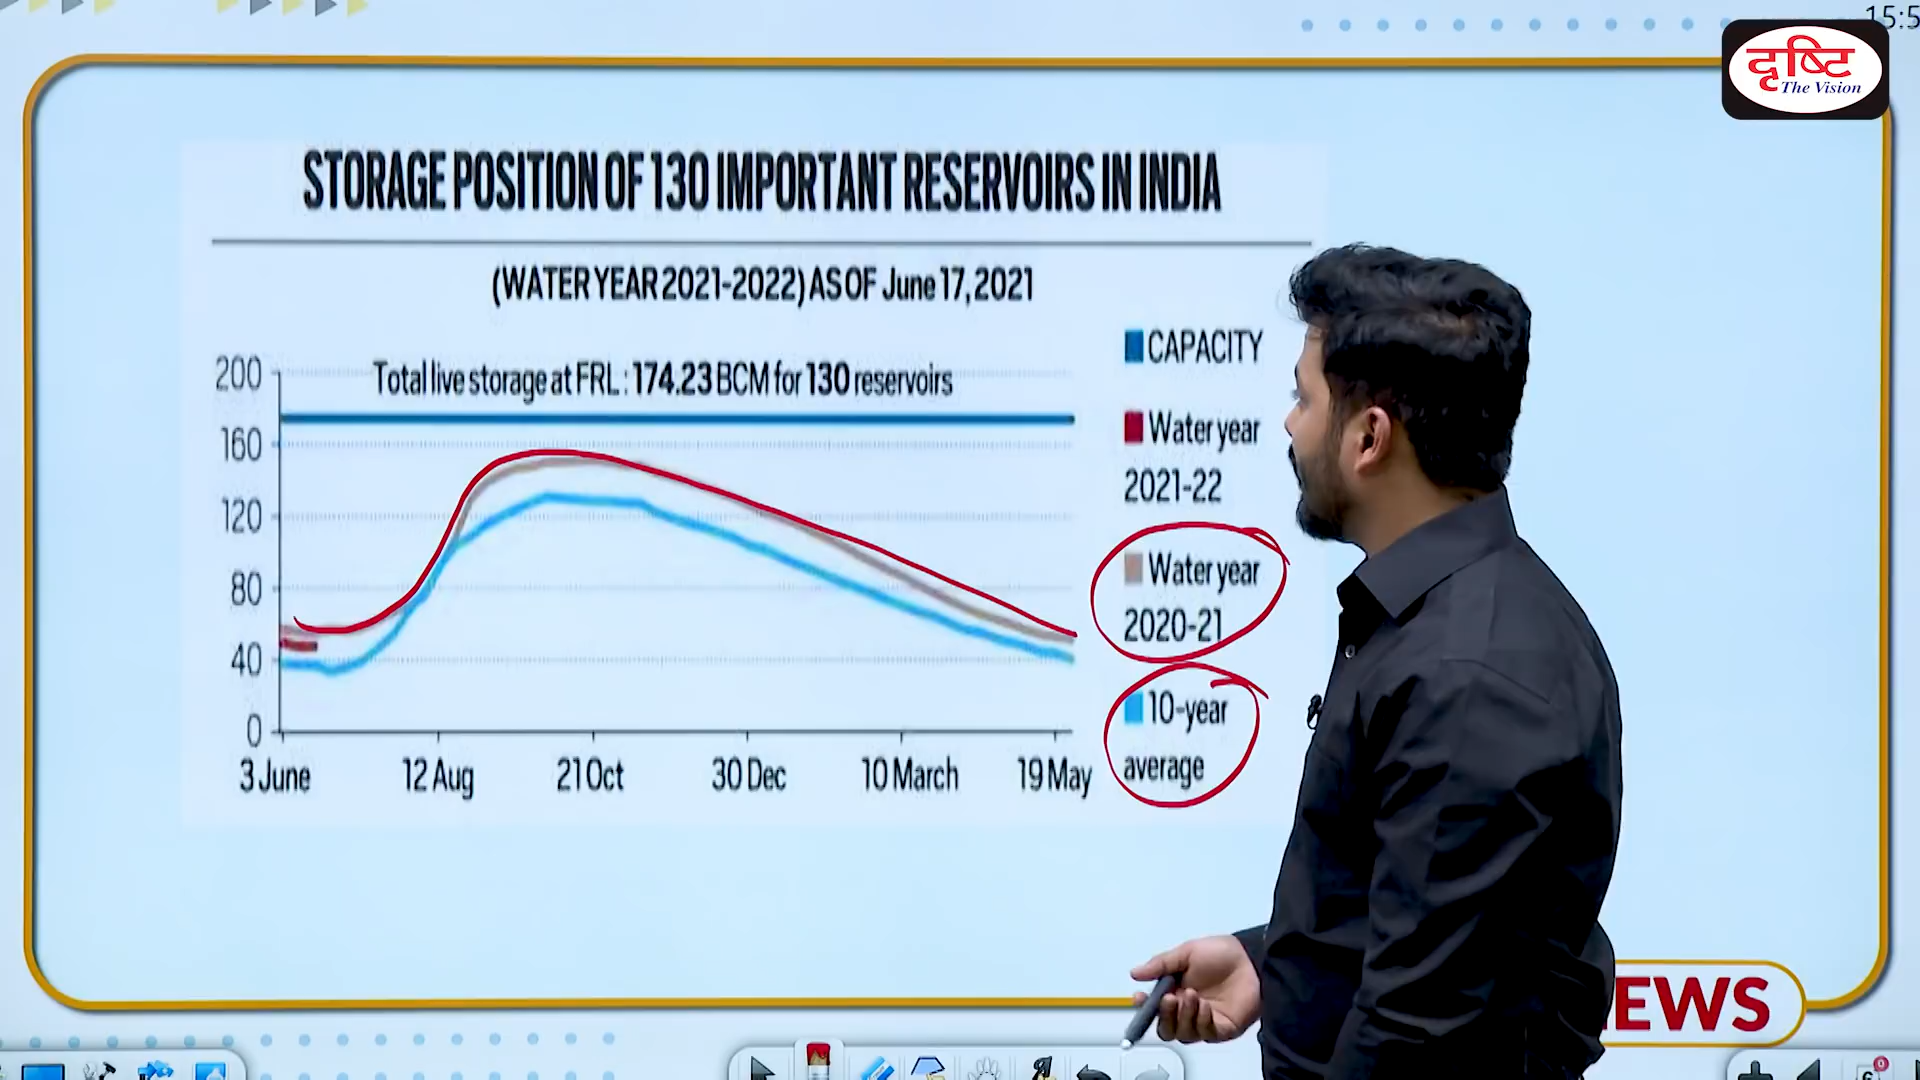 15:5
दृष्टि
The Vision
STORAGE POSITION OF 130 IMPORTANT RESERVOIRS IN INDIA
(WATER YEAR 2021-2022) AS OF June 17, 2021
CAPACITY
Water year
2021-22
Water year
2020-21
10-year
average
Total live storage at FRL : 174.23 BCM for 130 reservoirs
200
160
120
80
40
0
3 June 12 Aug 21 Oct 30 Dec 10 March 19 May
EWS